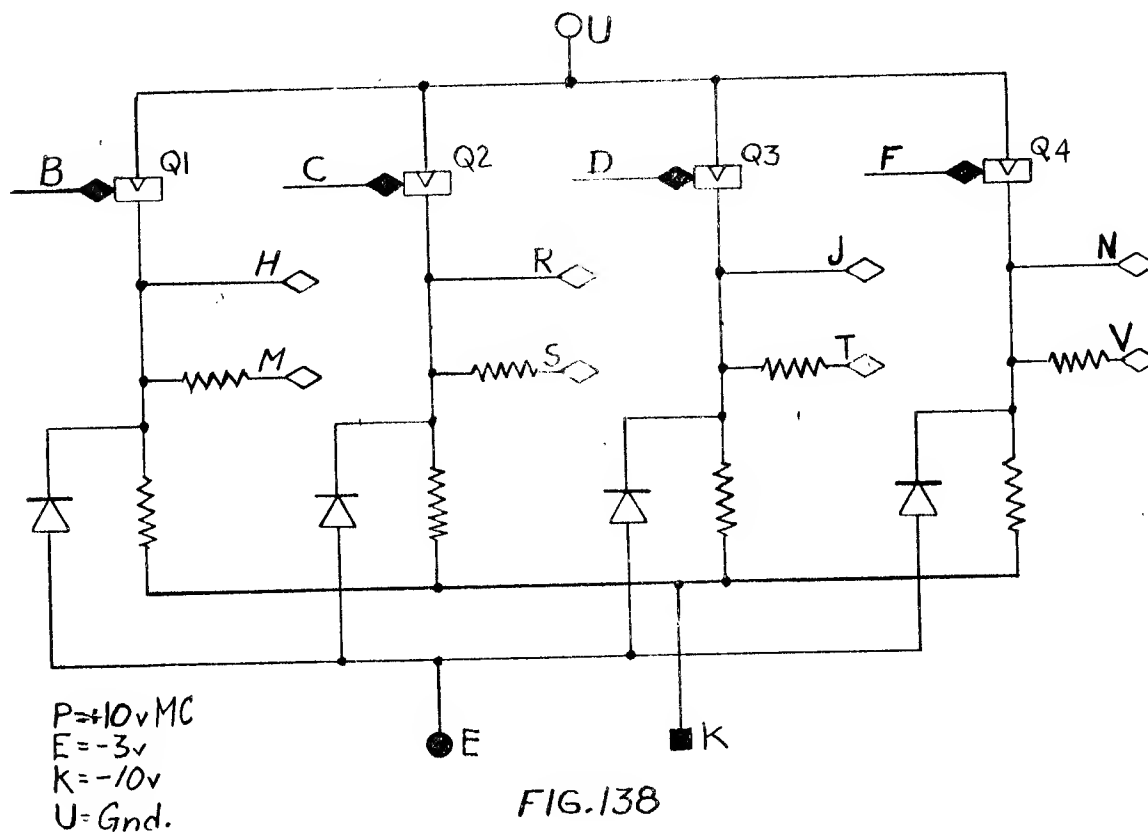 U
B Q1 C Q2 D Q3 F Q4
H R J N
M S T V
E K
P=+10v MC
E=-3v
K=-10v
U=Gnd.
FIG.138